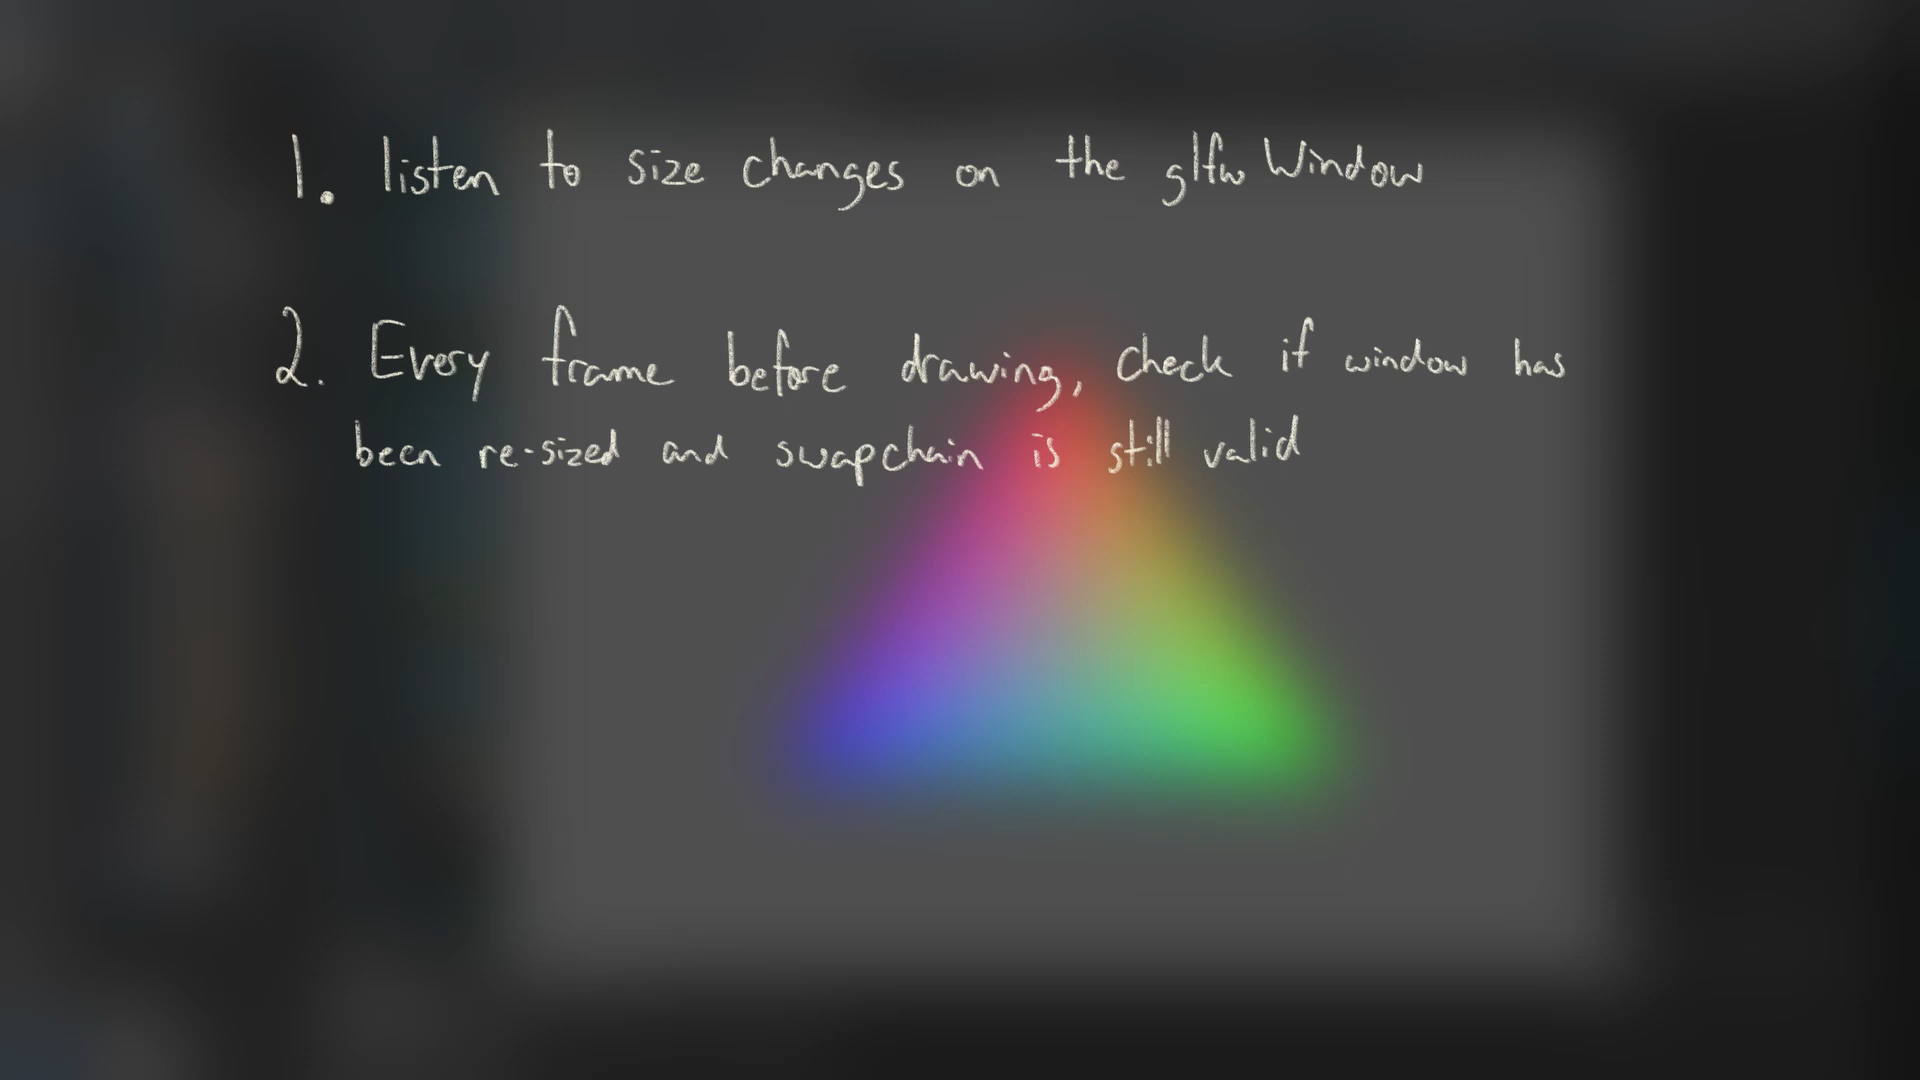 1. listen to size changes on the glfw Window
2. Every frame before drawing, check if window has
been re-sized and swapchain is still valid